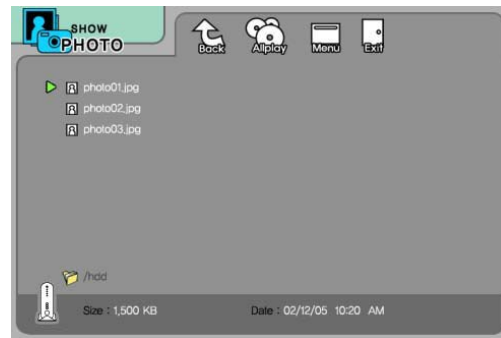 SHOW
PHOTO
Back Allplay Menu Exit
photo01.jpg
photo02.jpg
photo03.jpg
/hdd
Size : 1,500 KB Date : 02/12/05 10:20 AM